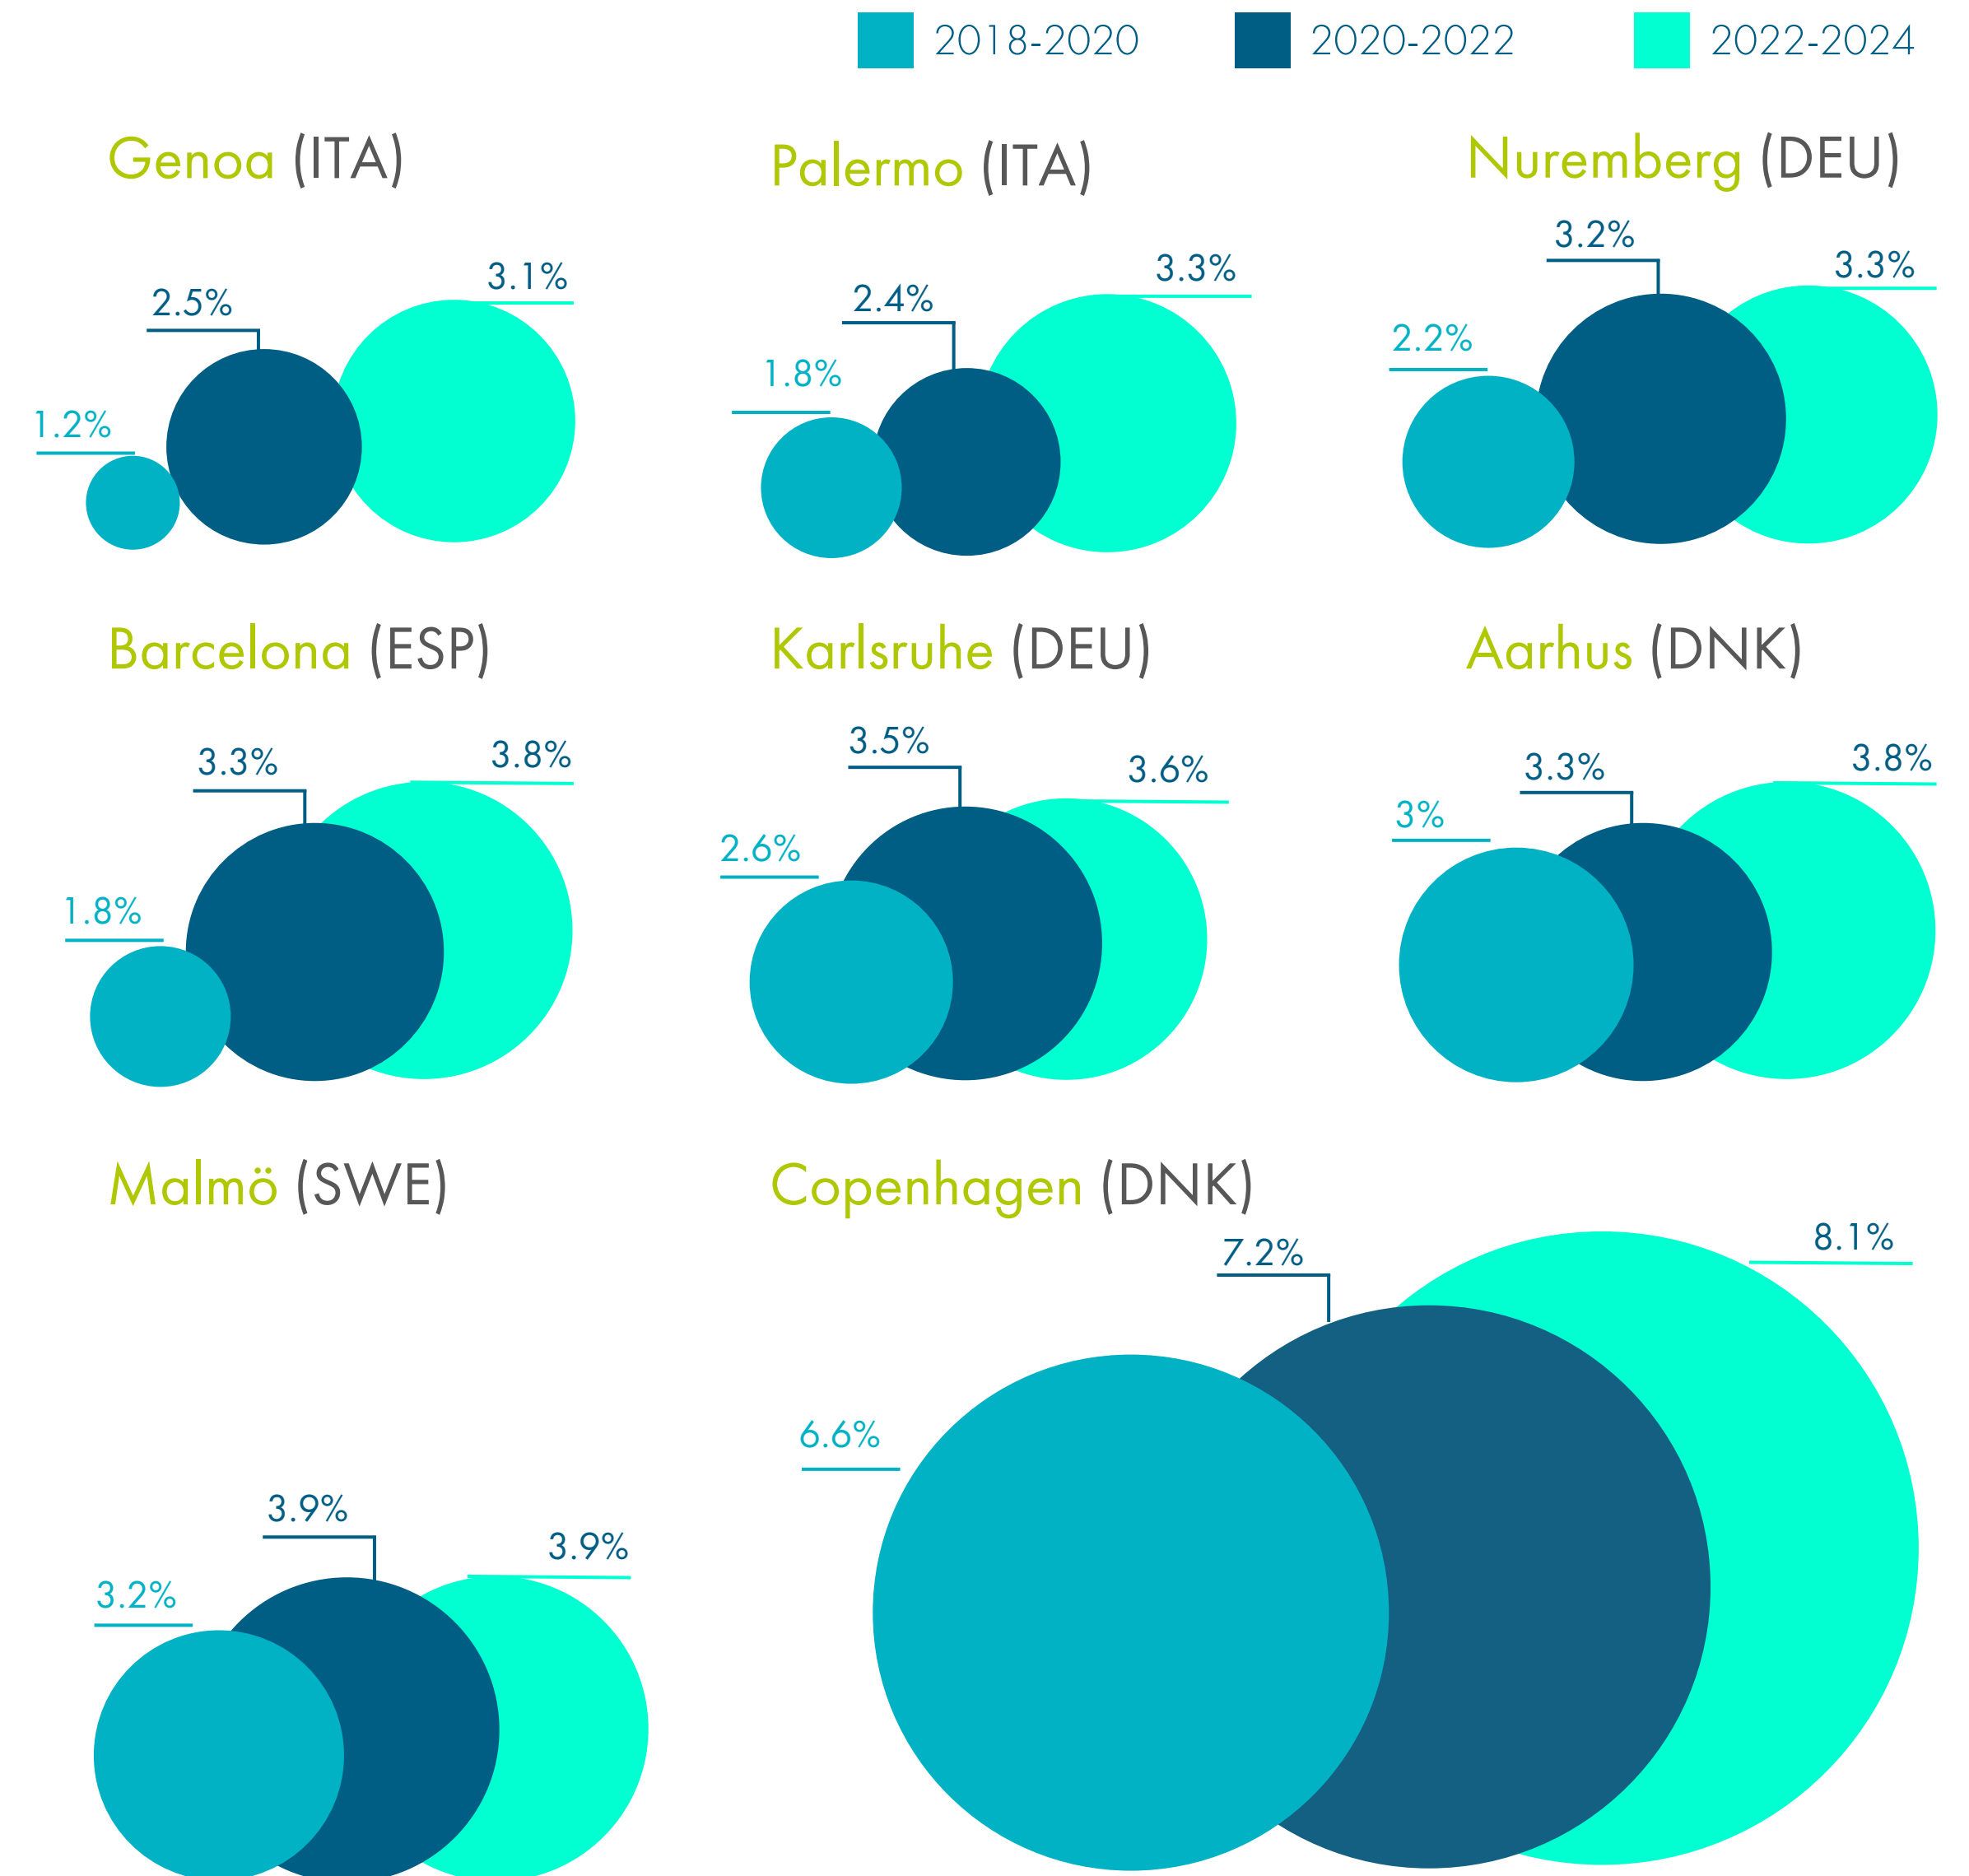 2018-2020 2020-2022 2022-2024
Genoa (ITA)
1.2%
2.5%
3.1%
Palermo (ITA)
1.8%
2.4%
3.3%
Nuremberg (DEU)
2.2%
3.2%
3.3%
Barcelona (ESP)
1.8%
3.3%
3.8%
Karlsruhe (DEU)
2.6%
3.5%
3.6%
Aarhus (DNK)
3%
3.3%
3.8%
Malmö (SWE)
3.2%
3.9%
3.9%
Copenhagen (DNK)
6.6%
7.2%
8.1%